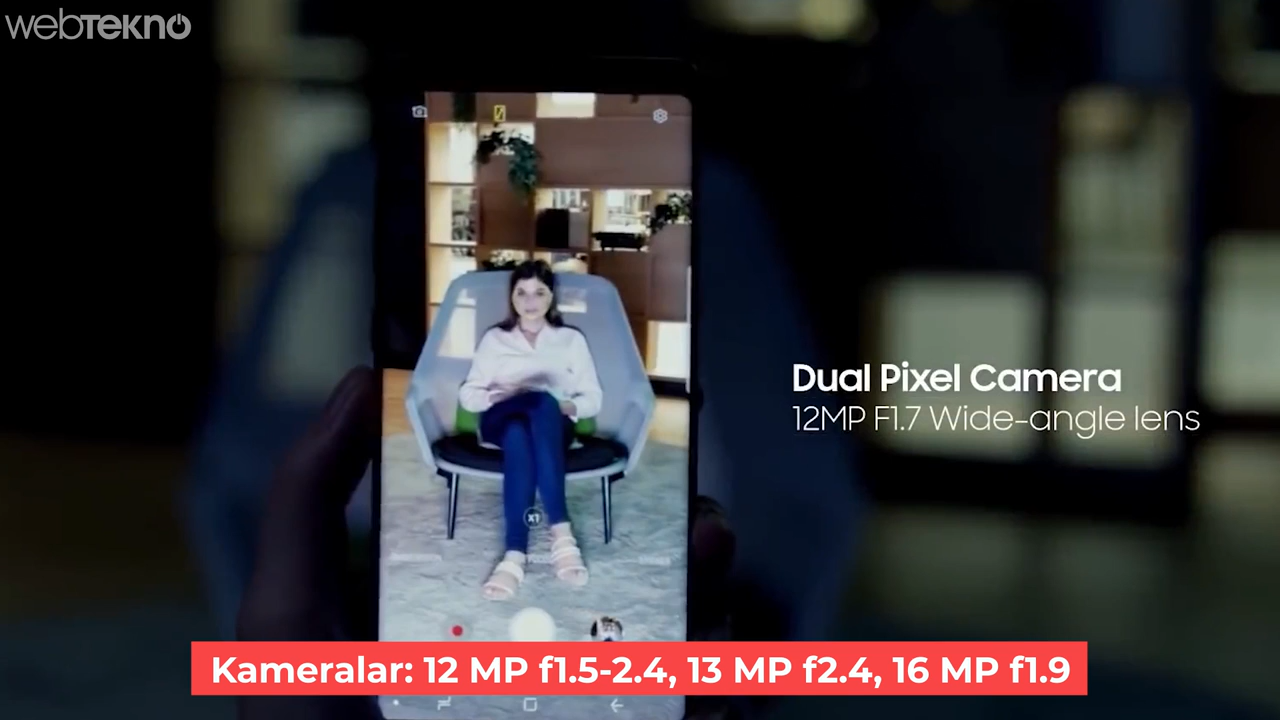 webTEKNO
Dual Pixel Camera
12MP F1.7 Wide-angle lens
X1
Kameralar: 12 MP f1.5-2.4, 13 MP f2.4, 16 MP f1.9